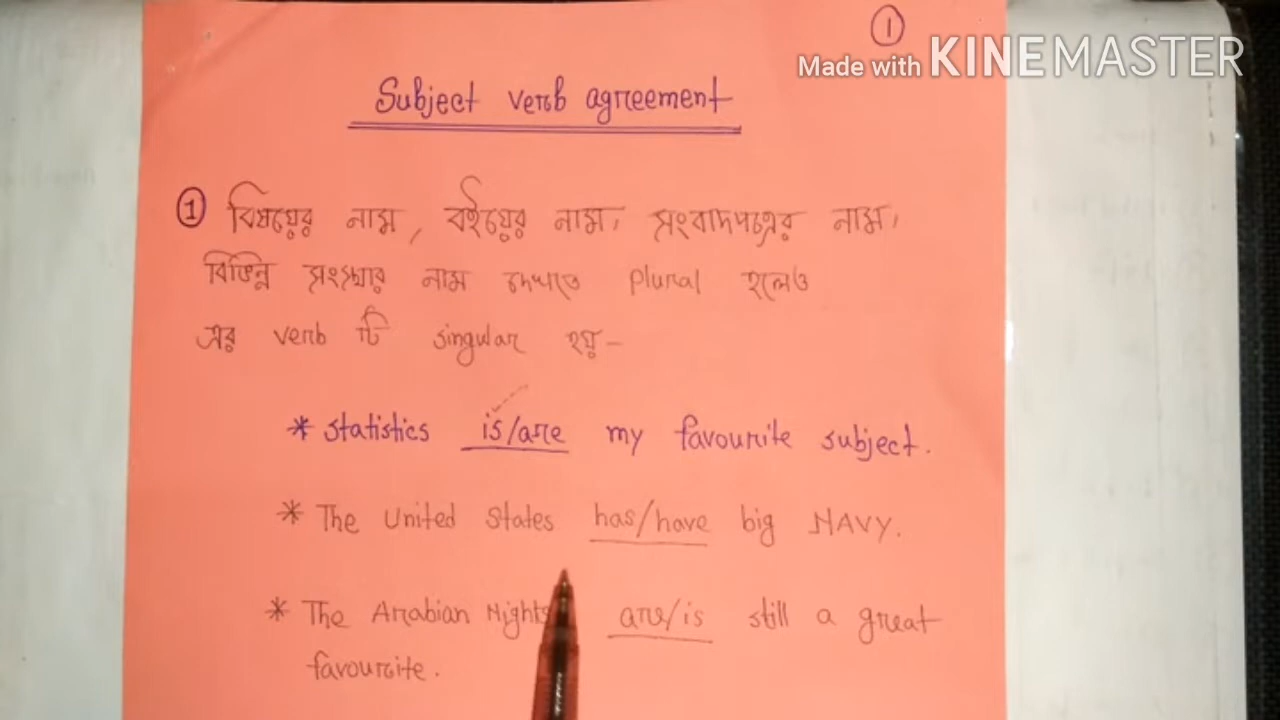 ①
Made with KINEMASTER
Subject verb agreement
① বিষয়ের নাম, বইয়ের নাম, সংবাদপত্রের নাম,
বিভিন্ন সংস্থার নাম দেখতে plural হলেও
এর verb টি singular হয় -
* Statistics is/are my favourite subject.
* The United States has/have big NAVY.
* The Arabian Nights are/is still a great
favourite.